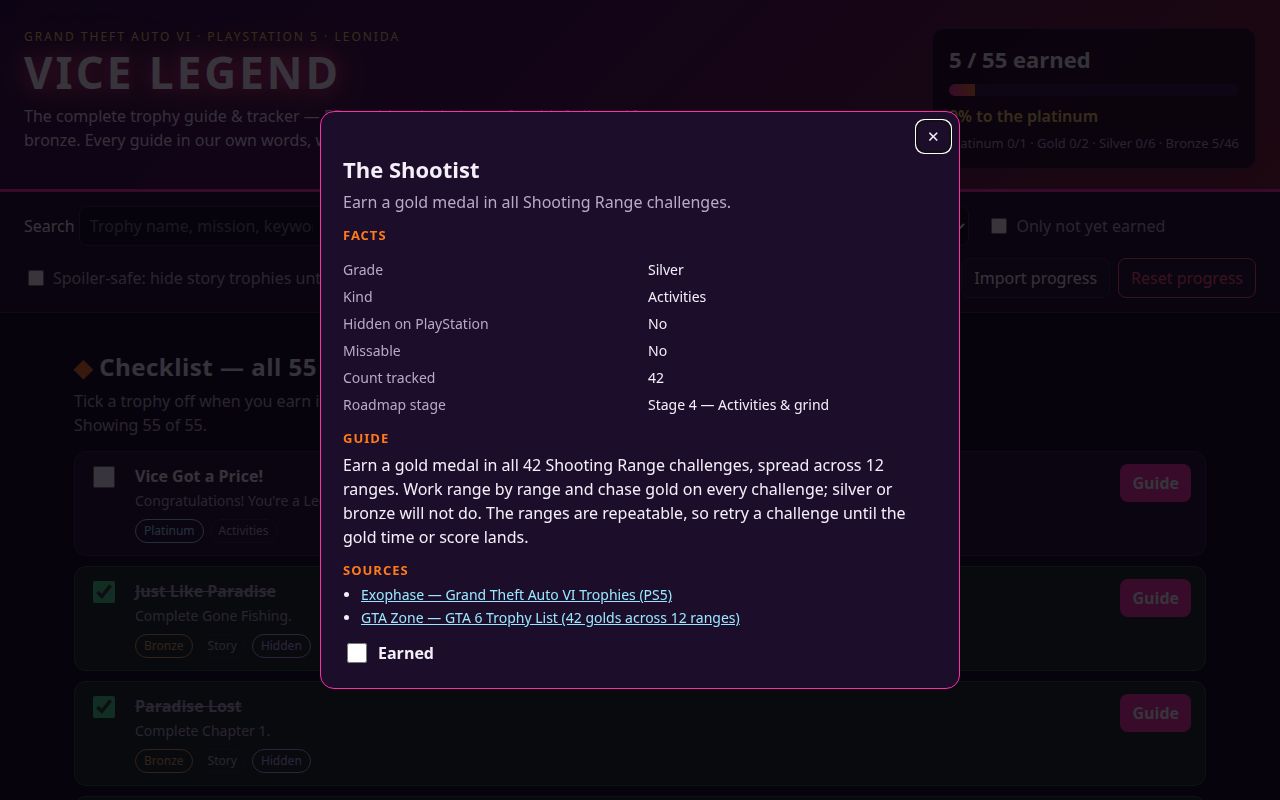 GRAND THEFT AUTO VI · PLAYSTATION 5 · LEONIDA
VICE LEGEND
The complete trophy guide & tracker —
bronze. Every guide in our own words,
5 / 55 earned
% to the platinum
atinum 0/1 · Gold 0/2 · Silver 0/6 · Bronze 5/46
Search
Trophy name, mission, keywo
Only not yet earned
Spoiler-safe: hide story trophies unt
Import progress
Reset progress
◆ Checklist — all 55
Tick a trophy off when you earn i
Showing 55 of 55.
Vice Got a Price!
Congratulations! You're a Le
Platinum
Activities
Guide
Just Like Paradise
Complete Gone Fishing.
Bronze
Story
Hidden
Guide
Paradise Lost
Complete Chapter 1.
Bronze
Story
Hidden
Guide
✕
The Shootist
Earn a gold medal in all Shooting Range challenges.
FACTS
Grade Silver
Kind Activities
Hidden on PlayStation No
Missable No
Count tracked 42
Roadmap stage Stage 4 — Activities & grind
GUIDE
Earn a gold medal in all 42 Shooting Range challenges, spread across 12
ranges. Work range by range and chase gold on every challenge; silver or
bronze will not do. The ranges are repeatable, so retry a challenge until the
gold time or score lands.
SOURCES
• Exophase — Grand Theft Auto VI Trophies (PS5)
• GTA Zone — GTA 6 Trophy List (42 golds across 12 ranges)
Earned